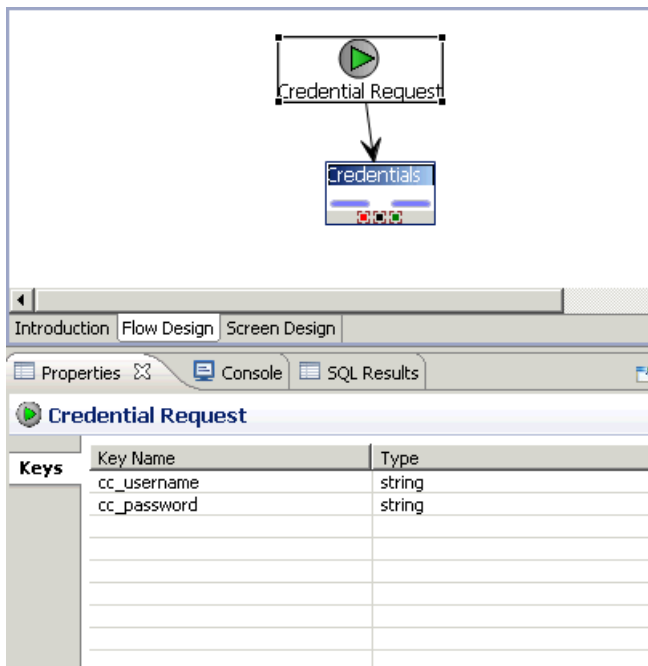 Credential Request
Credentials
Introduction Flow Design Screen Design
Properties Console SQL Results
Credential Request
Keys
Key Name Type
cc_username string
cc_password string